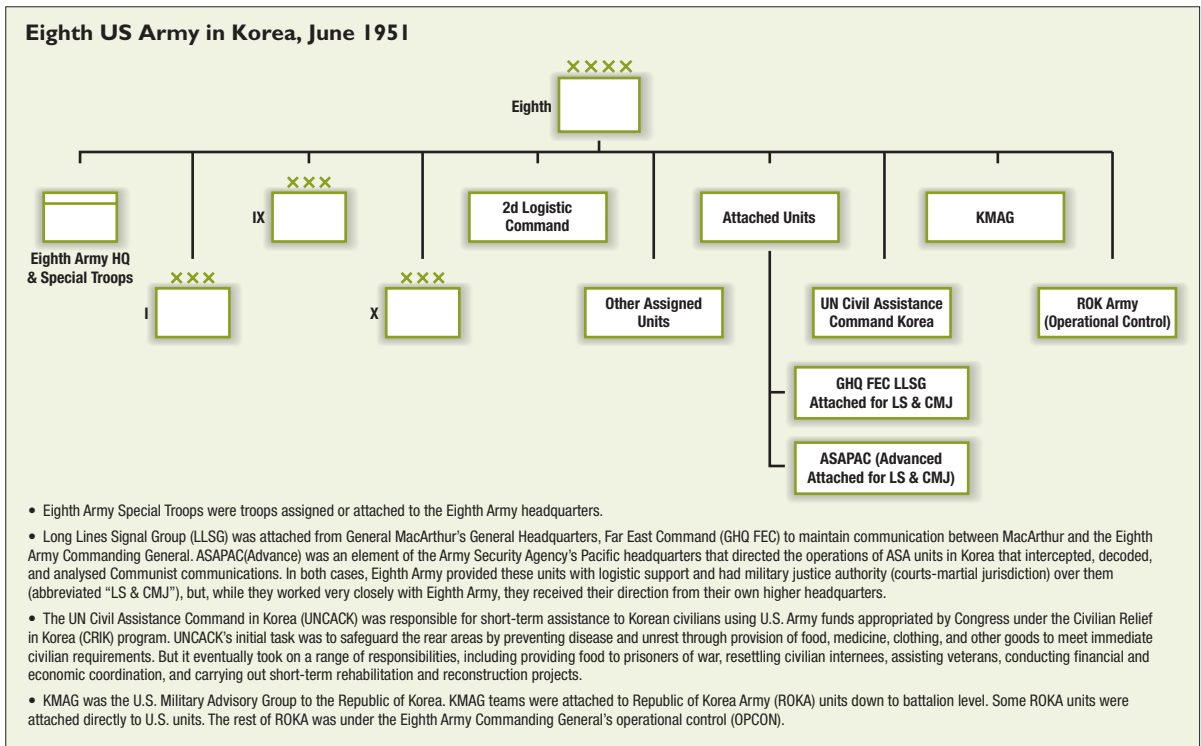 Eighth US Army in Korea, June 1951
××××
Eighth
×××
IX
2d Logistic
Command
Attached Units
KMAG
Eighth Army HQ
& Special Troops
×××
I
×××
X
Other Assigned
Units
UN Civil Assistance
Command Korea
ROK Army
(Operational Control)
GHQ FEC LLSG
Attached for LS & CMJ
ASAPAC (Advanced
Attached for LS & CMJ)
• Eighth Army Special Troops were troops assigned or attached to the Eighth Army headquarters.
• Long Lines Signal Group (LLSG) was attached from General MacArthur's General Headquarters, Far East Command (GHQ FEC) to maintain communication between MacArthur and the Eighth
Army Commanding General. ASAPAC(Advance) was an element of the Army Security Agency's Pacific headquarters that directed the operations of ASA units in Korea that intercepted, decoded,
and analysed Communist communications. In both cases, Eighth Army provided these units with logistic support and had military justice authority (courts-martial jurisdiction) over them
(abbreviated "LS & CMJ"), but, while they worked very closely with Eighth Army, they received their direction from their own higher headquarters.
• The UN Civil Assistance Command in Korea (UNCACK) was responsible for short-term assistance to Korean civilians using U.S. Army funds appropriated by Congress under the Civilian Relief
in Korea (CRIK) program. UNCACK's initial task was to safeguard the rear areas by preventing disease and unrest through provision of food, medicine, clothing, and other goods to meet immediate
civilian requirements. But it eventually took on a range of responsibilities, including providing food to prisoners of war, resettling civilian internees, assisting veterans, conducting financial and
economic coordination, and carrying out short-term rehabilitation and reconstruction projects.
• KMAG was the U.S. Military Advisory Group to the Republic of Korea. KMAG teams were attached to Republic of Korea Army (ROKA) units down to battalion level. Some ROKA units were
attached directly to U.S. units. The rest of ROKA was under the Eighth Army Commanding General's operational control (OPCON).